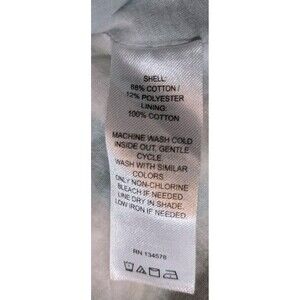 SHELL:
88% COTTON /
12% POLYESTER
LINING:
100% COTTON
MACHINE WASH COLD
INSIDE OUT, GENTLE
CYCLE
WASH WITH SIMILAR
COLORS.
ONLY NON-CHLORINE
BLEACH IF NEEDED.
LINE DRY IN SHADE.
LOW IRON IF NEEDED.
RN 134578